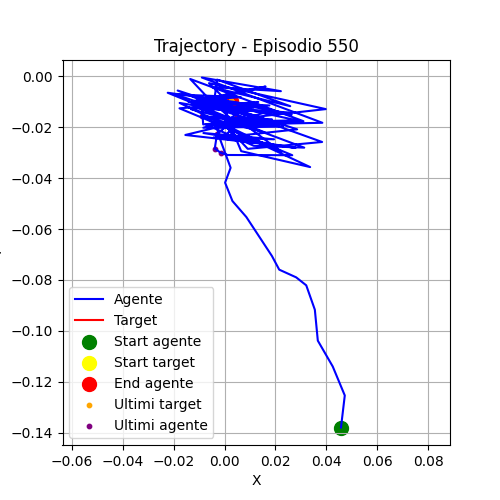 Trajectory - Episodio 550
0.00
−0.02
−0.04
−0.06
−0.08
−0.10
−0.12
−0.14
Agente
Target
Start agente
Start target
End agente
Ultimi target
Ultimi agente
−0.06 −0.04 −0.02 0.00 0.02 0.04 0.06 0.08
X